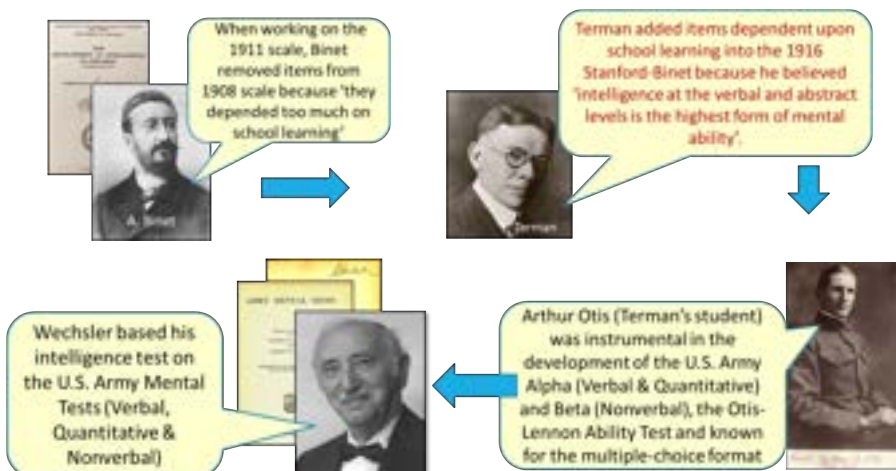 When working on the
1911 scale, Binet
removed items from
1908 scale because 'they
depended too much on
school learning'
A. Binet
Terman added items dependent upon
school learning into the 1916
Stanford-Binet because he believed
'intelligence at the verbal and abstract
levels is the highest form of mental
ability'.
Terman
Wechsler based his
intelligence test on
the U.S. Army Mental
Tests (Verbal,
Quantitative &
Nonverbal)
Arthur Otis (Terman's student)
was instrumental in the
development of the U.S. Army
Alpha (Verbal & Quantitative)
and Beta (Nonverbal), the Otis-
Lennon Ability Test and known
for the multiple-choice format